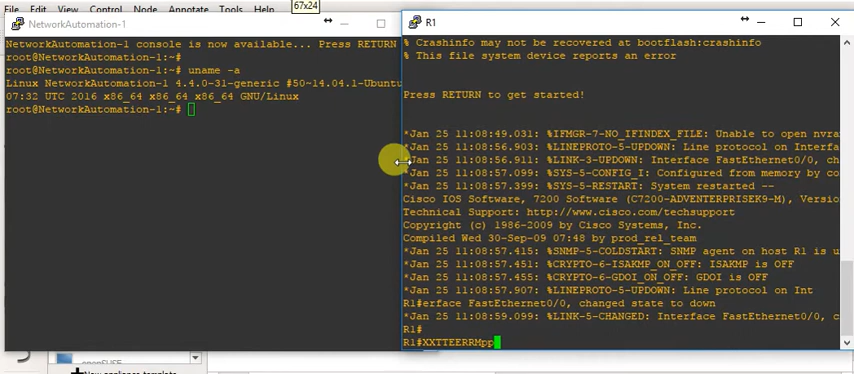 File Edit View Control Node Annotate Tools Help
67x24
NetworkAutomation-1
NetworkAutomation-1 console is now available... Press RETURN
root@NetworkAutomation-1:~#
root@NetworkAutomation-1:~# uname -a
Linux NetworkAutomation-1 4.4.0-31-generic #50~14.04.1-Ubuntu
07:32 UTC 2016 x86_64 x86_64 x86_64 GNU/Linux
root@NetworkAutomation-1:~#
R1
% Crashinfo may not be recovered at bootflash:crashinfo
% This file system device reports an error
Press RETURN to get started!
*Jan 25 11:08:49.031: %IFMGR-7-NO_IFINDEX_FILE: Unable to open nvra
*Jan 25 11:08:56.903: %LINEPROTO-5-UPDOWN: Line protocol on Interfa
*Jan 25 11:08:56.911: %LINK-3-UPDOWN: Interface FastEthernet0/0, ch
*Jan 25 11:08:57.099: %SYS-5-CONFIG_I: Configured from memory by co
*Jan 25 11:08:57.399: %SYS-5-RESTART: System restarted --
Cisco IOS Software, 7200 Software (C7200-ADVENTERPRISEK9-M), Versio
Technical Support: http://www.cisco.com/techsupport
Copyright (c) 1986-2009 by Cisco Systems, Inc.
Compiled Wed 30-Sep-09 07:48 by prod_rel_team
*Jan 25 11:08:57.415: %SNMP-5-COLDSTART: SNMP agent on host R1 is u
*Jan 25 11:08:57.451: %CRYPTO-6-ISAKMP_ON_OFF: ISAKMP is OFF
*Jan 25 11:08:57.455: %CRYPTO-6-GDOI_ON_OFF: GDOI is OFF
*Jan 25 11:08:57.907: %LINEPROTO-5-UPDOWN: Line protocol on Int
R1#erface FastEthernet0/0, changed state to down
*Jan 25 11:08:59.099: %LINK-5-CHANGED: Interface FastEthernet0/0, c
R1#
R1#XXTTEERRMpp
openSUSE
New appliance template